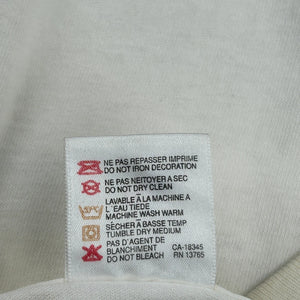 NE PAS REPASSER IMPRIME
DO NOT IRON DECORATION
NE PAS NEITOYER A SEC
DO NOT DRY CLEAN
LAVABLE A LA MACHINE A
L'EAU TIEDE
MACHINE WASH WARM
SÈCHER A BASSE TEMP
TUMBLE DRY MEDIUM
PAS D'AGENT DE
BLANCHIMENT CA-18345
DO NOT BLEACH RN 13765